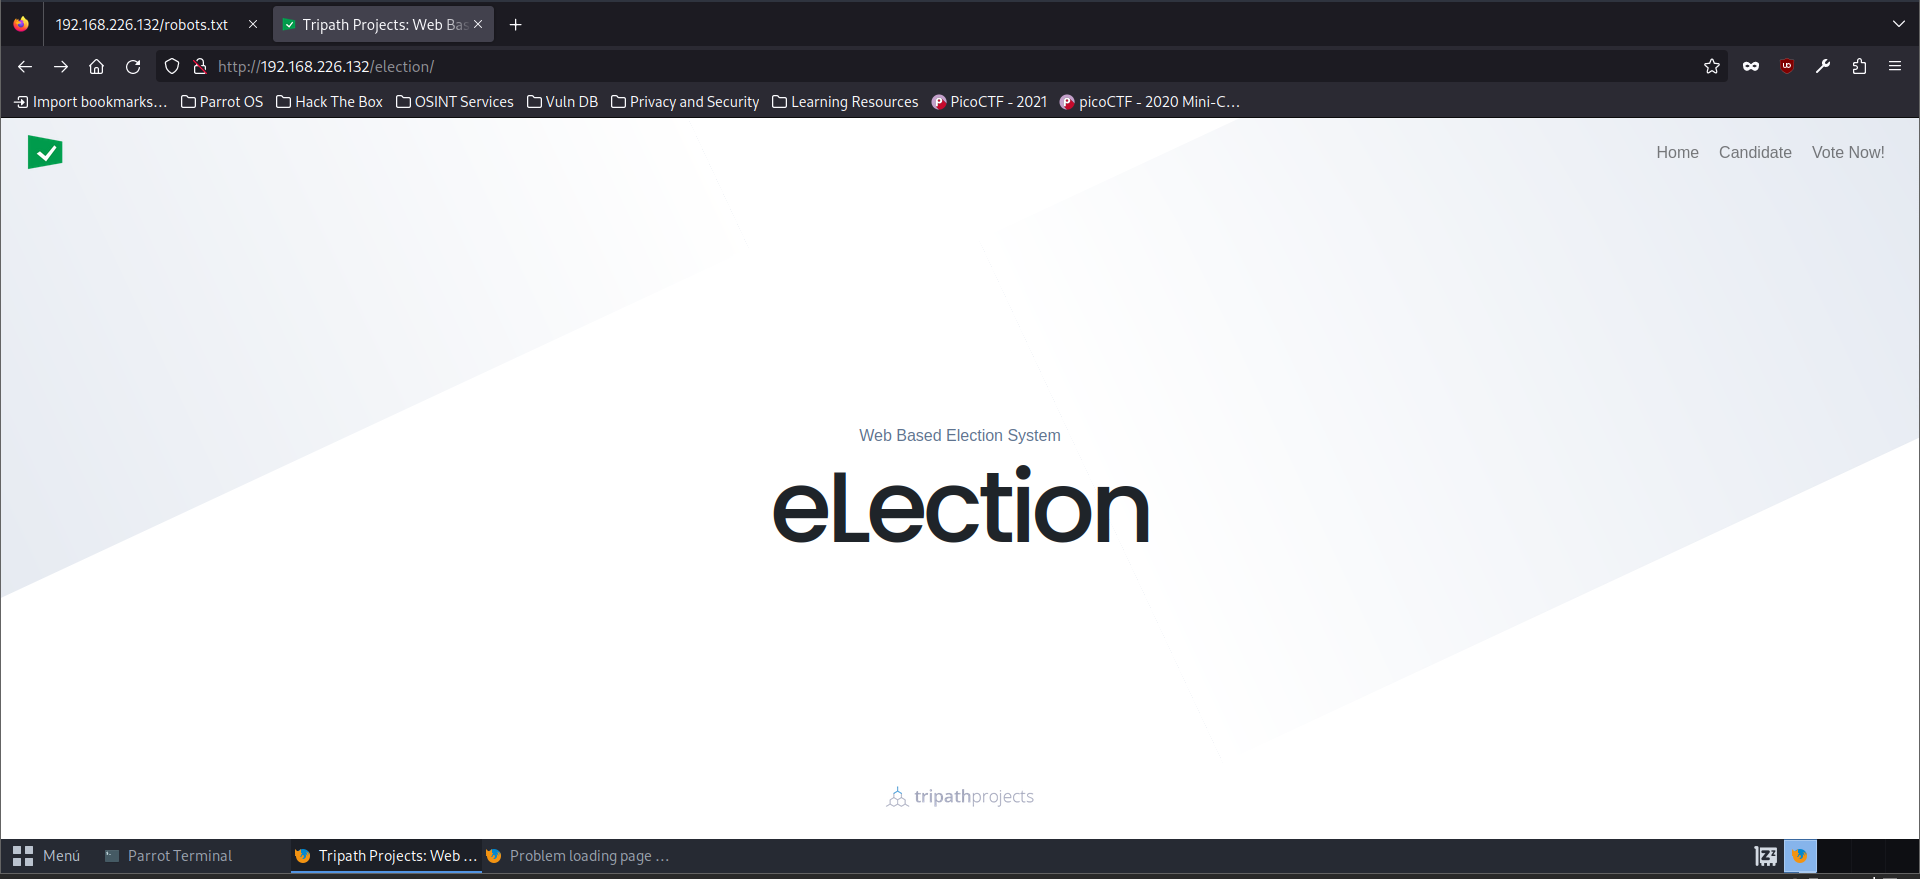 192.168.226.132/robots.txt
Tripath Projects: Web Bas
http://192.168.226.132/election/
Import bookmarks... Parrot OS Hack The Box OSINT Services Vuln DB Privacy and Security Learning Resources PicoCTF - 2021 picoCTF - 2020 Mini-C...
Home Candidate Vote Now!
Web Based Election System
eLection
tripathprojects
Menú Parrot Terminal Tripath Projects: Web ... Problem loading page ...